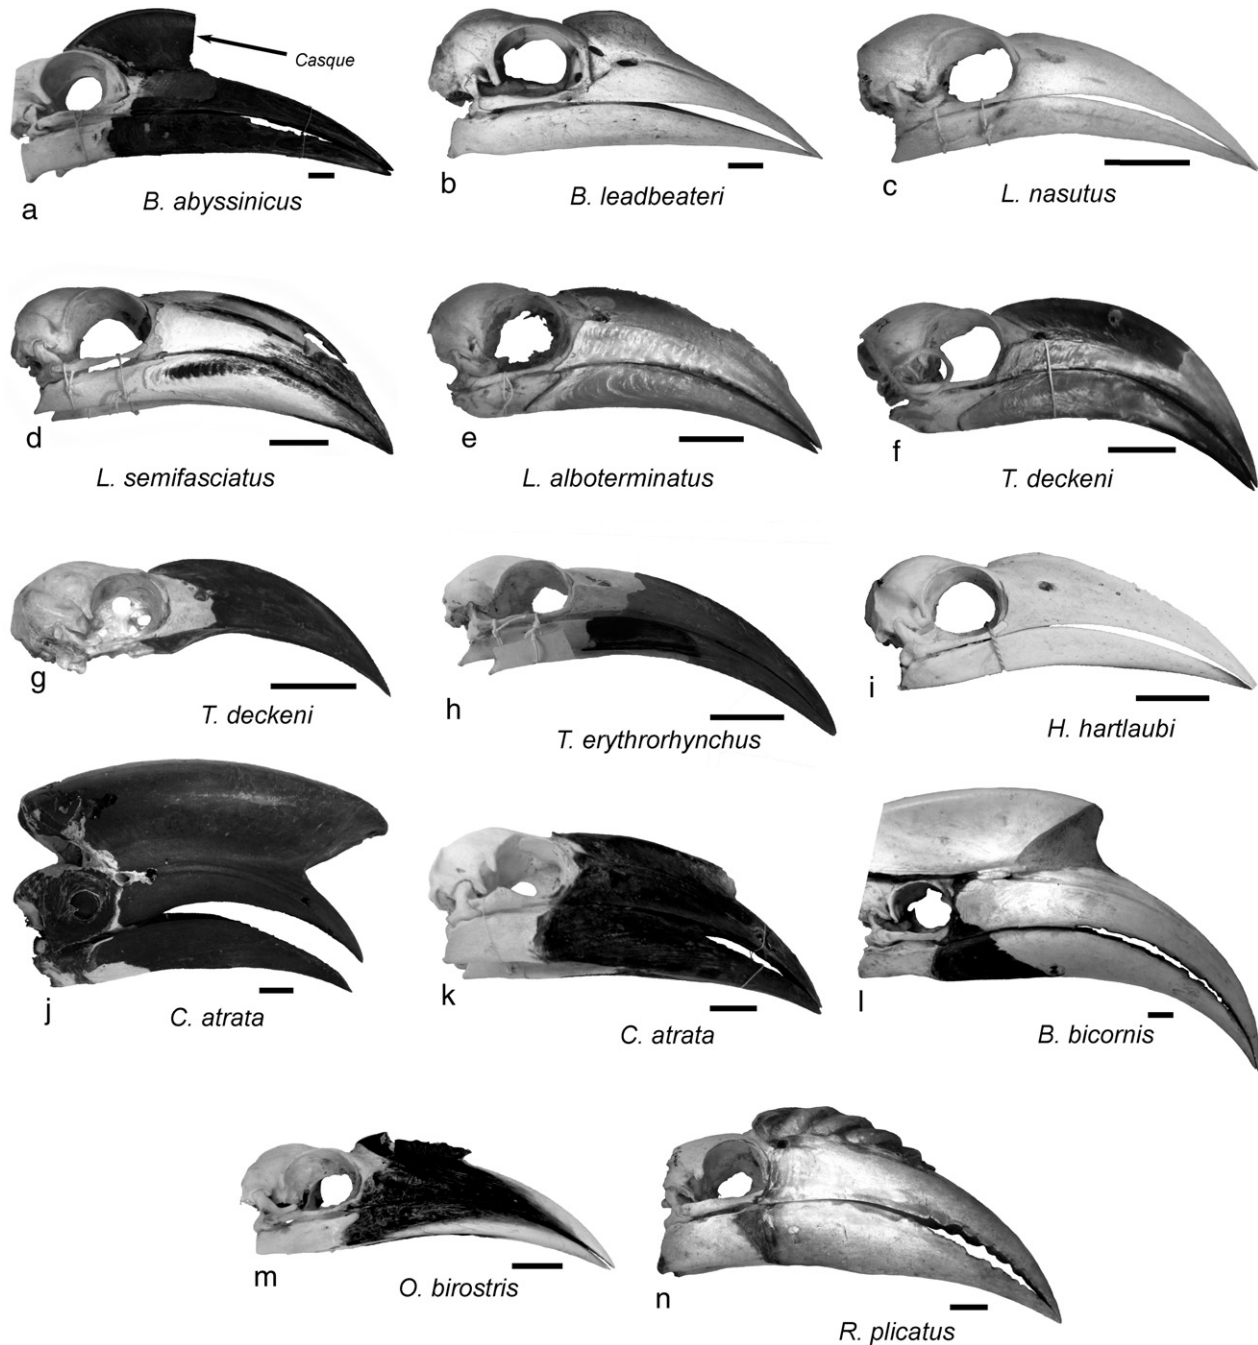 Casque
a
B. abyssinicus
b
B. leadbeateri
c
L. nasutus
d
L. semifasciatus
e
L. alboterminatus
f
T. deckeni
g
T. deckeni
h
T. erythrorhynchus
i
H. hartlaubi
j
C. atrata
k
C. atrata
l
B. bicornis
m
O. birostris
n
R. plicatus